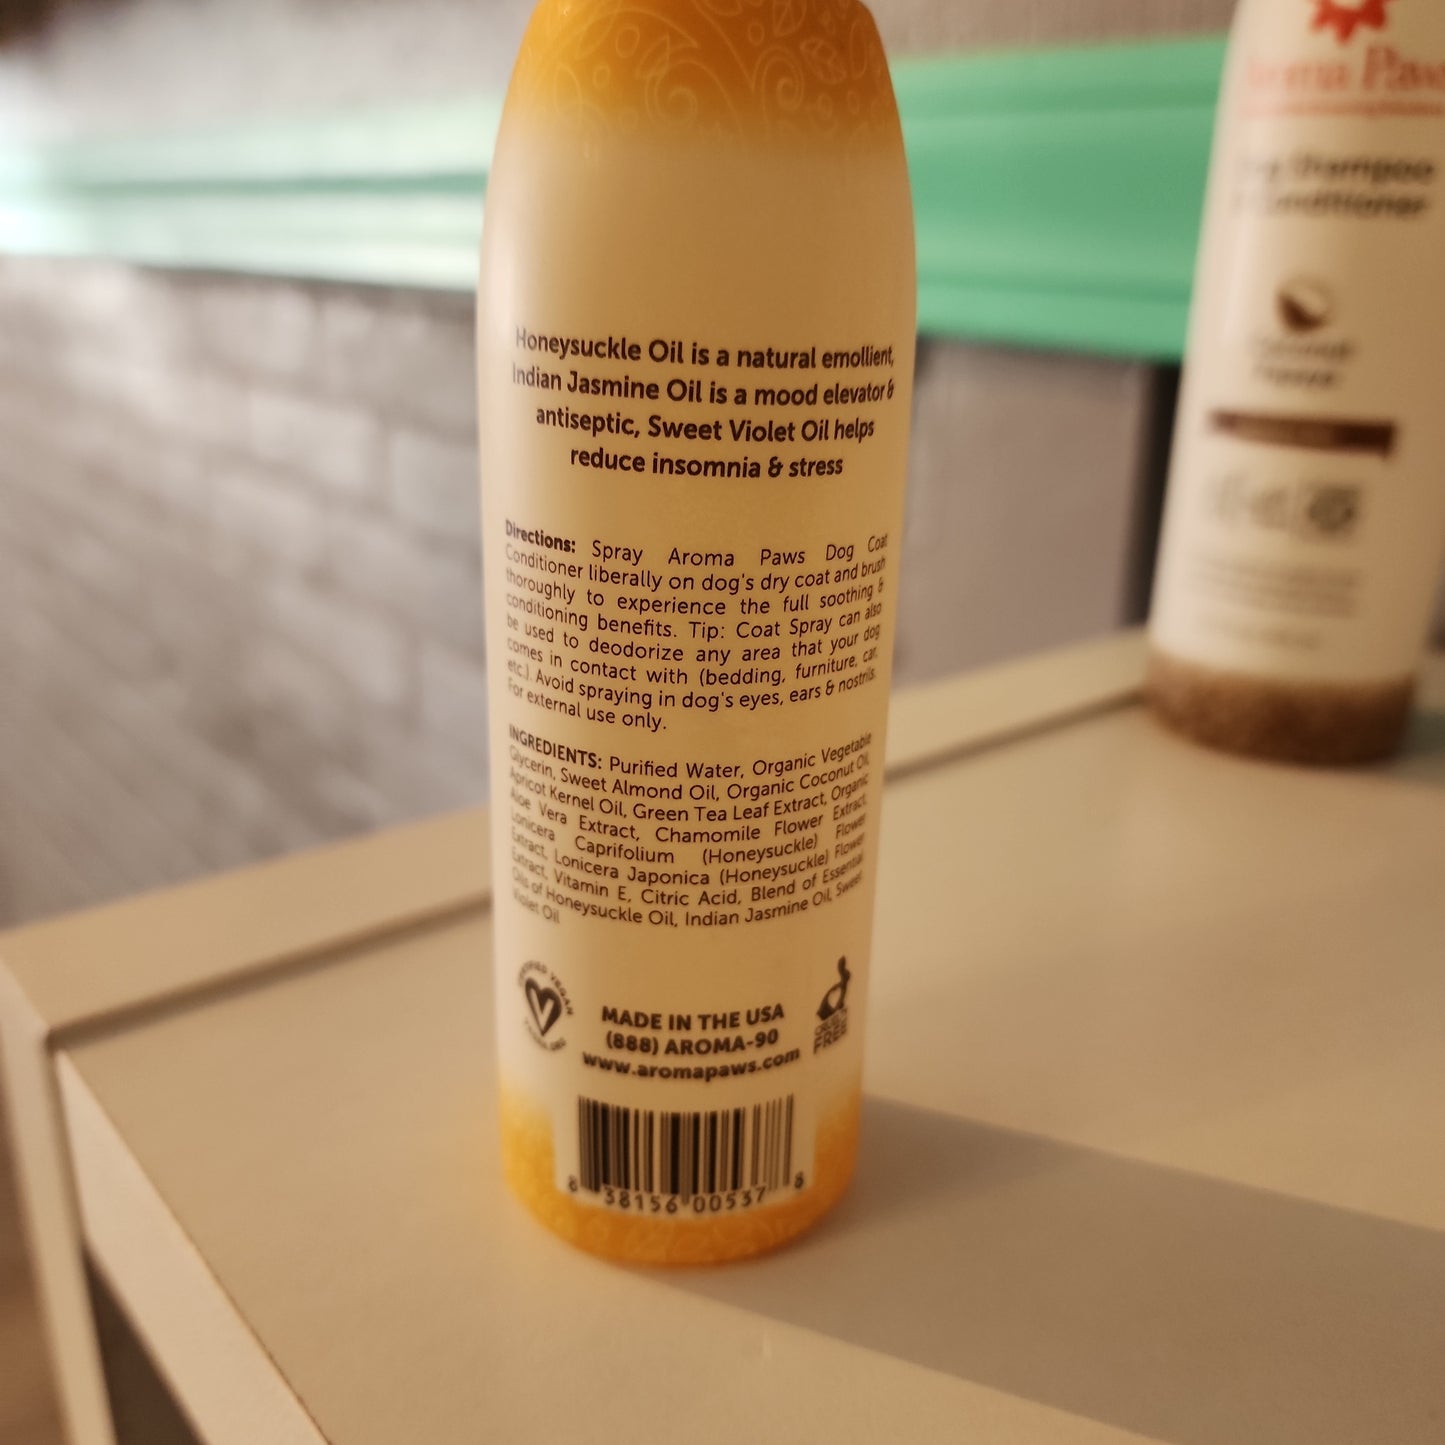 Honeysuckle Oil is a natural emollient,
Indian Jasmine Oil is a mood elevator &
antiseptic, Sweet Violet Oil helps
reduce insomnia & stress
Directions: Spray Aroma Paws Dog Coat
Conditioner liberally on dog's dry coat and brush
thoroughly to experience the full soothing &
conditioning benefits. Tip: Coat Spray can also
be used to deodorize any area that your dog
comes in contact with (bedding, furniture, car,
etc.) Avoid spraying in dog's eyes, ears & nostrils.
For external use only.
INGREDIENTS: Purified Water, Organic Vegetable
Glycerin, Sweet Almond Oil, Organic Coconut Oil,
Apricot Kernel Oil, Green Tea Leaf Extract, Organic
Aloe Vera Extract, Chamomile Flower Extract,
Lonicera Caprifolium (Honeysuckle) Flower
Extract, Lonicera Japonica (Honeysuckle) Flower
Extract, Vitamin E, Citric Acid, Blend of Essential
Oils of Honeysuckle Oil, Indian Jasmine Oil, Sweet
Violet Oil
CERTIFIED VEGAN
MADE IN THE USA
(888) AROMA-90
www.aromapaws.com
CRUELTY
FREE
8 38156 00537 8
Shampoo
Conditioner